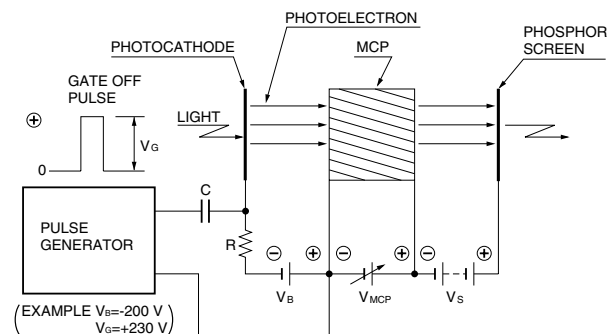 PHOTOELECTRON
PHOTOCATHODE
MCP
PHOSPHOR
SCREEN
GATE OFF
PULSE
LIGHT
⊕
0
VG
C
PULSE
GENERATOR
R
⊖ ⊕ ⊖ ⊕ ⊖ ⊕
VB VMCP VS
(EXAMPLE VB=-200 V
VG=+230 V)